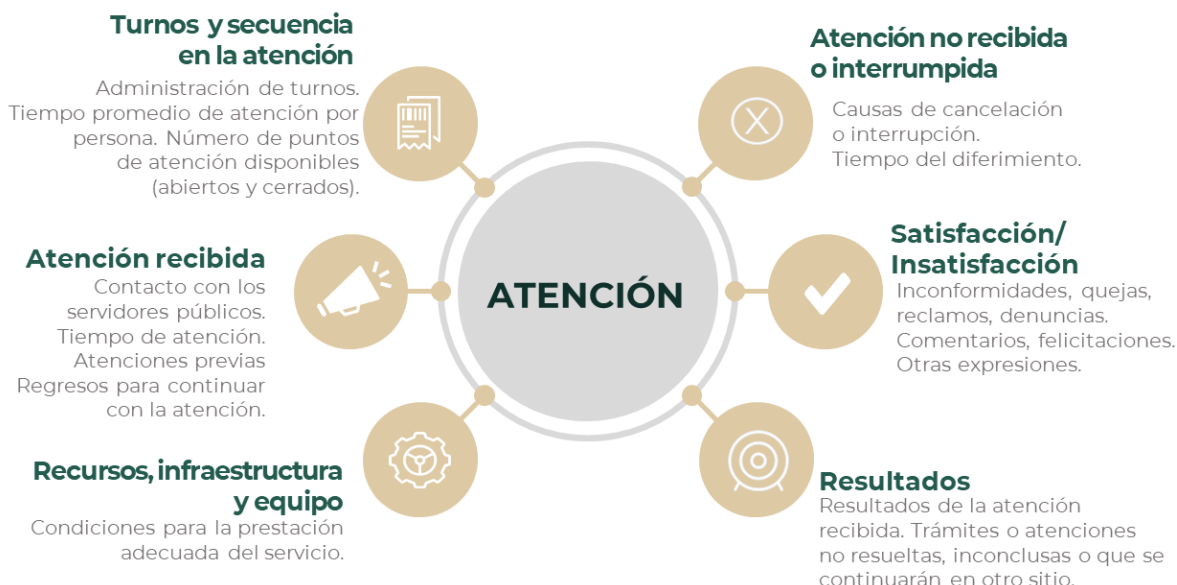 Turnos y secuencia
en la atención
Administración de turnos.
Tiempo promedio de atención por
persona. Número de puntos
de atención disponibles
(abiertos y cerrados).
Atención recibida
Contacto con los
servidores públicos.
Tiempo de atención.
Atenciones previas
Regresos para continuar
con la atención.
Recursos, infraestructura
y equipo
Condiciones para la prestación
adecuada del servicio.
ATENCIÓN
Atención no recibida
o interrumpida
Causas de cancelación
o interrupción.
Tiempo del diferimiento.
Satisfacción/
Insatisfacción
Inconformidades, quejas,
reclamos, denuncias.
Comentarios, felicitaciones.
Otras expresiones.
Resultados
Resultados de la atención
recibida. Trámites o atenciones
no resueltas, inconclusas o que se
continuarán en otro sitio.